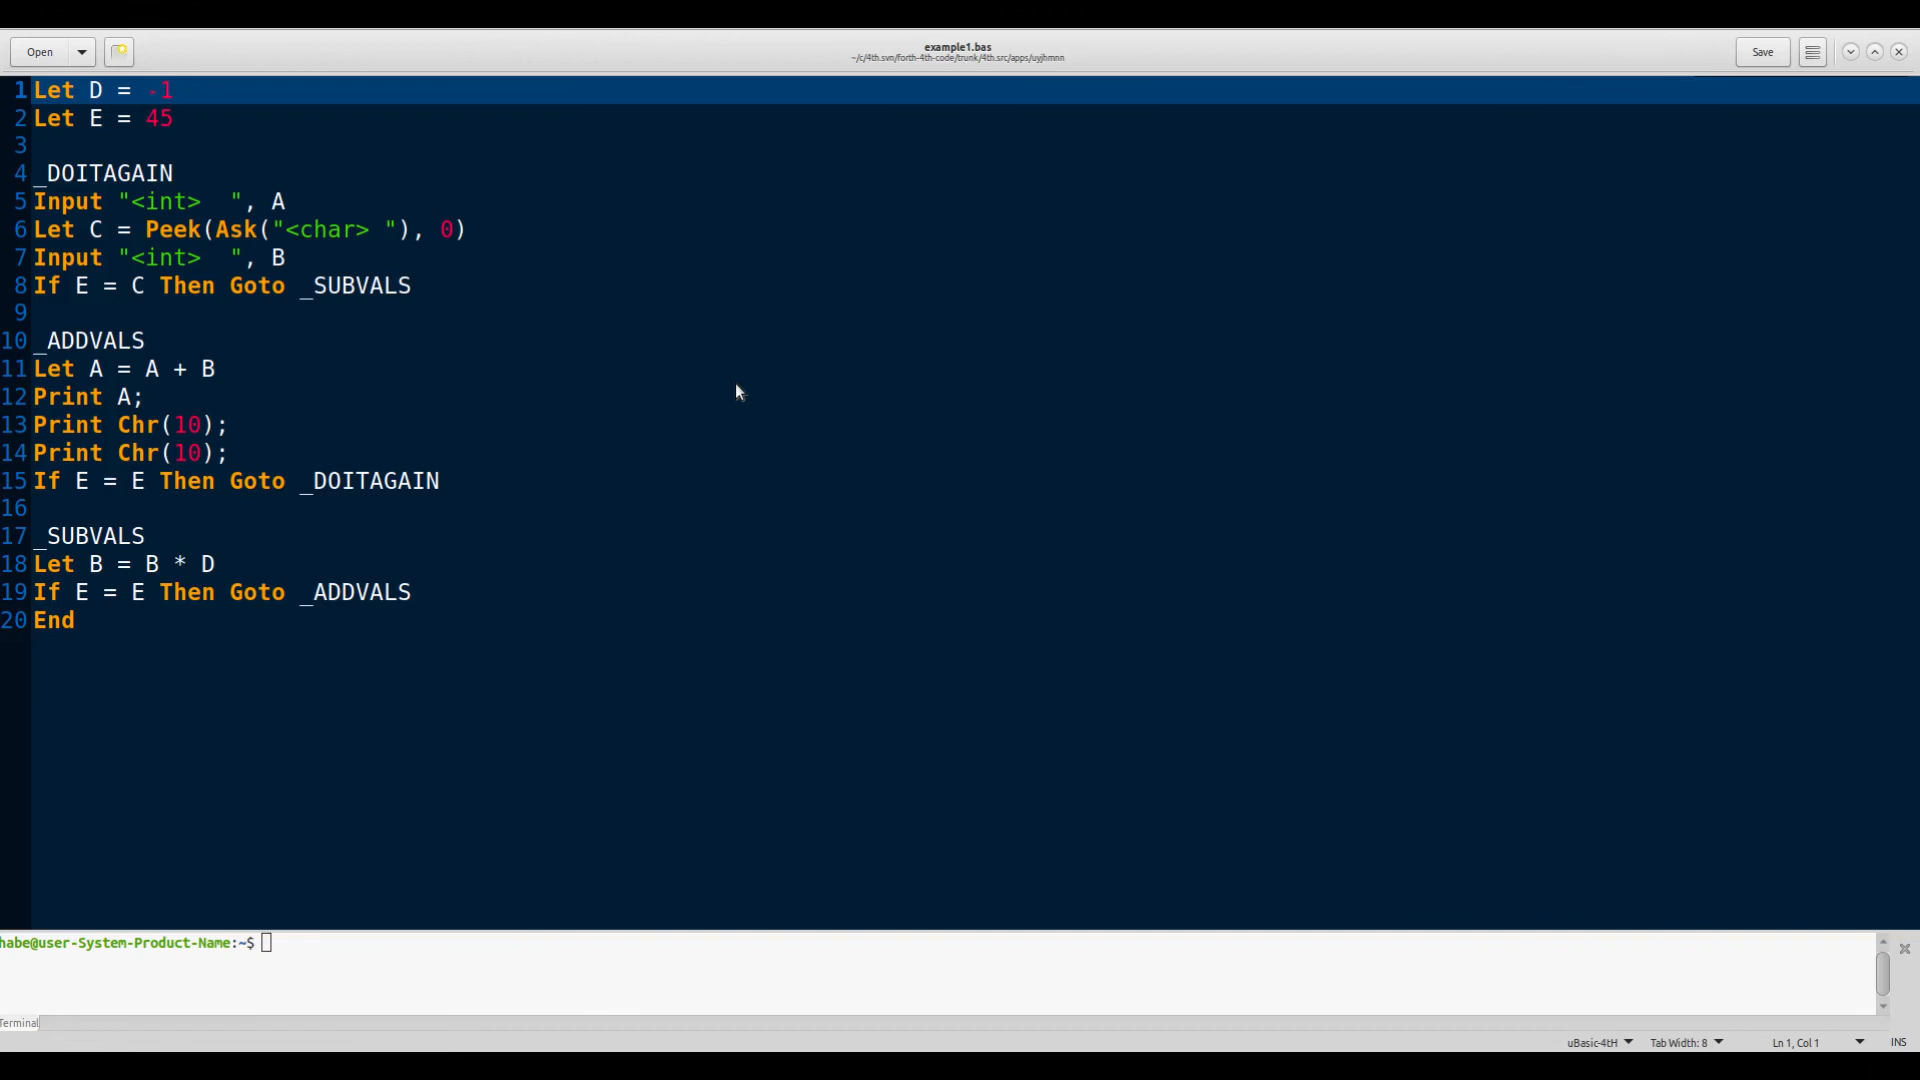 Open
example1.bas
~/c/4th.svn/forth-4th-code/trunk/4th.src/apps/uyjhmnn
Save
1 Let D = -1
2 Let E = 45
3
4 _DOITAGAIN
5 Input "<int>  ", A
6 Let C = Peek(Ask("<char> "), 0)
7 Input "<int>  ", B
8 If E = C Then Goto _SUBVALS
9
10 _ADDVALS
11 Let A = A + B
12 Print A;
13 Print Chr(10);
14 Print Chr(10);
15 If E = E Then Goto _DOITAGAIN
16
17 _SUBVALS
18 Let B = B * D
19 If E = E Then Goto _ADDVALS
20 End
habe@user-System-Product-Name:~$
Terminal
uBasic-4tH Tab Width: 8 Ln 1, Col 1 INS